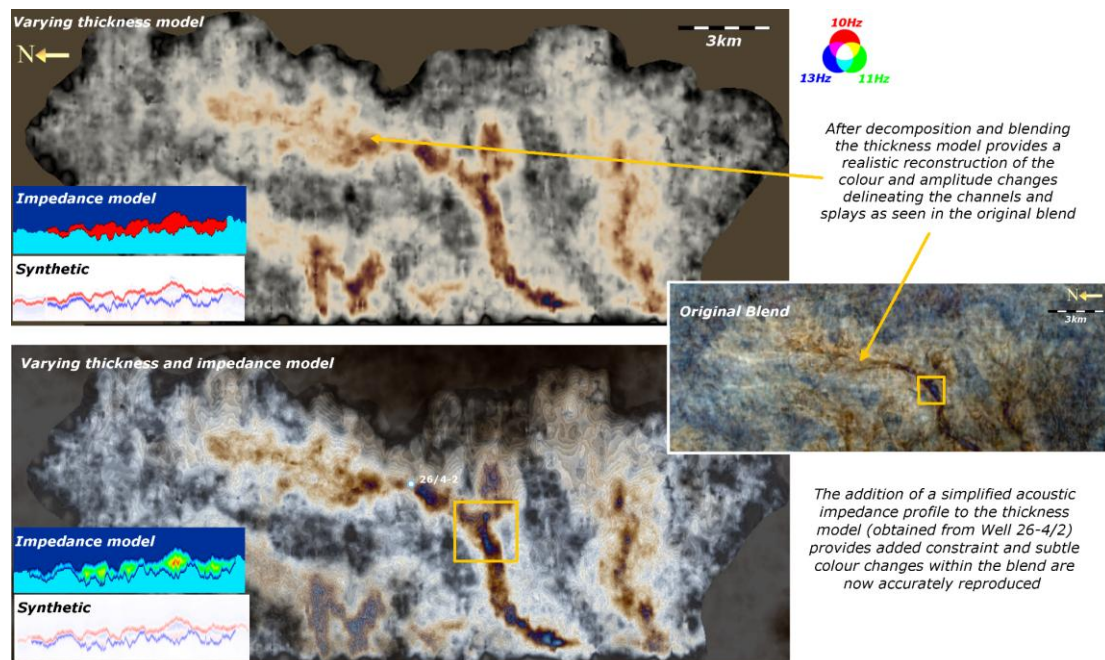 Varying thickness model
3km
N
Impedance model
Synthetic
10Hz
13Hz
11Hz
After decomposition and blending
the thickness model provides a
realistic reconstruction of the
colour and amplitude changes
delineating the channels and
splays as seen in the original blend
Original Blend
N
3km
Varying thickness and impedance model
26/4-2
Impedance model
Synthetic
The addition of a simplified acoustic
impedance profile to the thickness
model (obtained from Well 26-4/2)
provides added constraint and subtle
colour changes within the blend are
now accurately reproduced